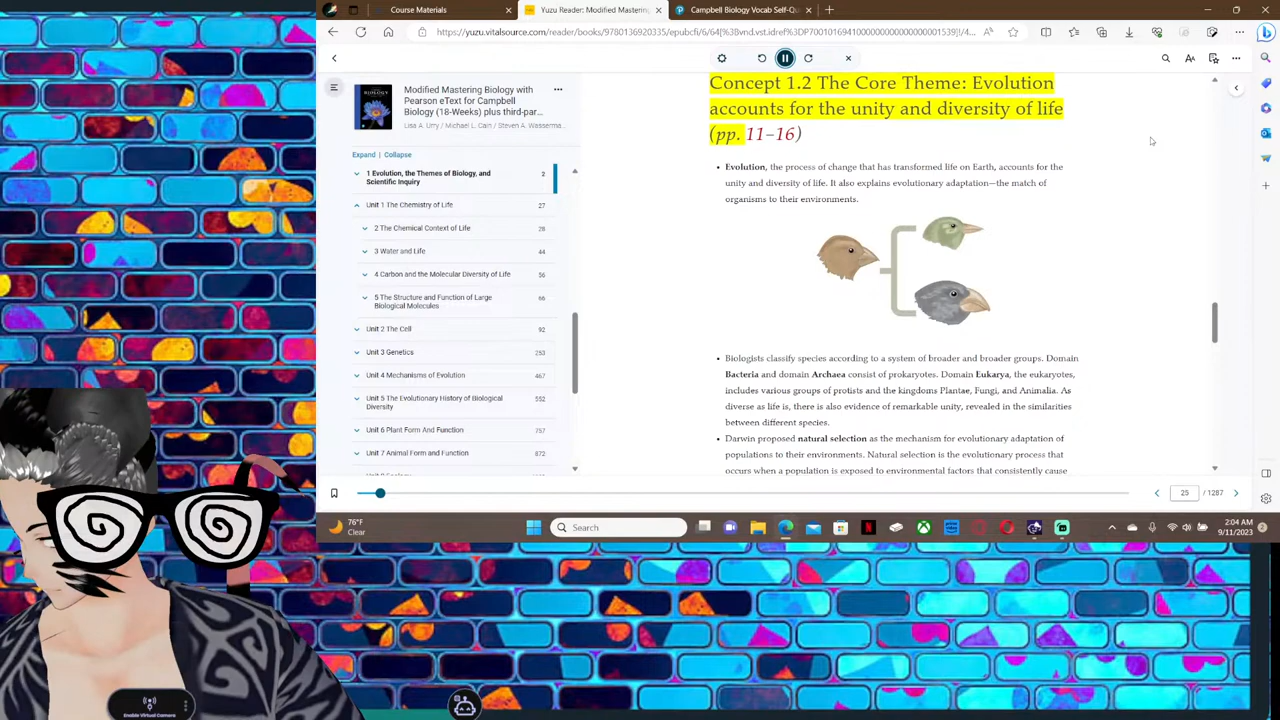 Course Materials
Yuzu Reader: Modified Mastering
Campbell Biology Vocab Self-Qu
https://yuzu.vitalsource.com/reader/books/9780136920335/epubcfi/6/64[%3Bvnd.vst.idref%3DP7001016941000000000000000001539]!/4...
Modified Mastering Biology with
Pearson eText for Campbell
Biology (18-Weeks) plus third-par...
Lisa A. Urry / Michael L. Cain / Steven A. Wasserma...
Expand | Collapse
1 Evolution, the Themes of Biology, and
Scientific Inquiry 2
Unit 1 The Chemistry of Life 27
2 The Chemical Context of Life 28
3 Water and Life 44
4 Carbon and the Molecular Diversity of Life 56
5 The Structure and Function of Large
Biological Molecules 66
Unit 2 The Cell 92
Unit 3 Genetics 253
Unit 4 Mechanisms of Evolution 467
Unit 5 The Evolutionary History of Biological
Diversity 552
Unit 6 Plant Form And Function 757
Unit 7 Animal Form and Function 872
Concept 1.2 The Core Theme: Evolution
accounts for the unity and diversity of life
(pp. 11–16)
• Evolution, the process of change that has transformed life on Earth, accounts for the
unity and diversity of life. It also explains evolutionary adaptation—the match of
organisms to their environments.
• Biologists classify species according to a system of broader and broader groups. Domain
Bacteria and domain Archaea consist of prokaryotes. Domain Eukarya, the eukaryotes,
includes various groups of protists and the kingdoms Plantae, Fungi, and Animalia. As
diverse as life is, there is also evidence of remarkable unity, revealed in the similarities
between different species.
• Darwin proposed natural selection as the mechanism for evolutionary adaptation of
populations to their environments. Natural selection is the evolutionary process that
occurs when a population is exposed to environmental factors that consistently cause
25 / 1287
76°F
Clear
Search
2:04 AM
9/11/2023
Enable Virtual Camera